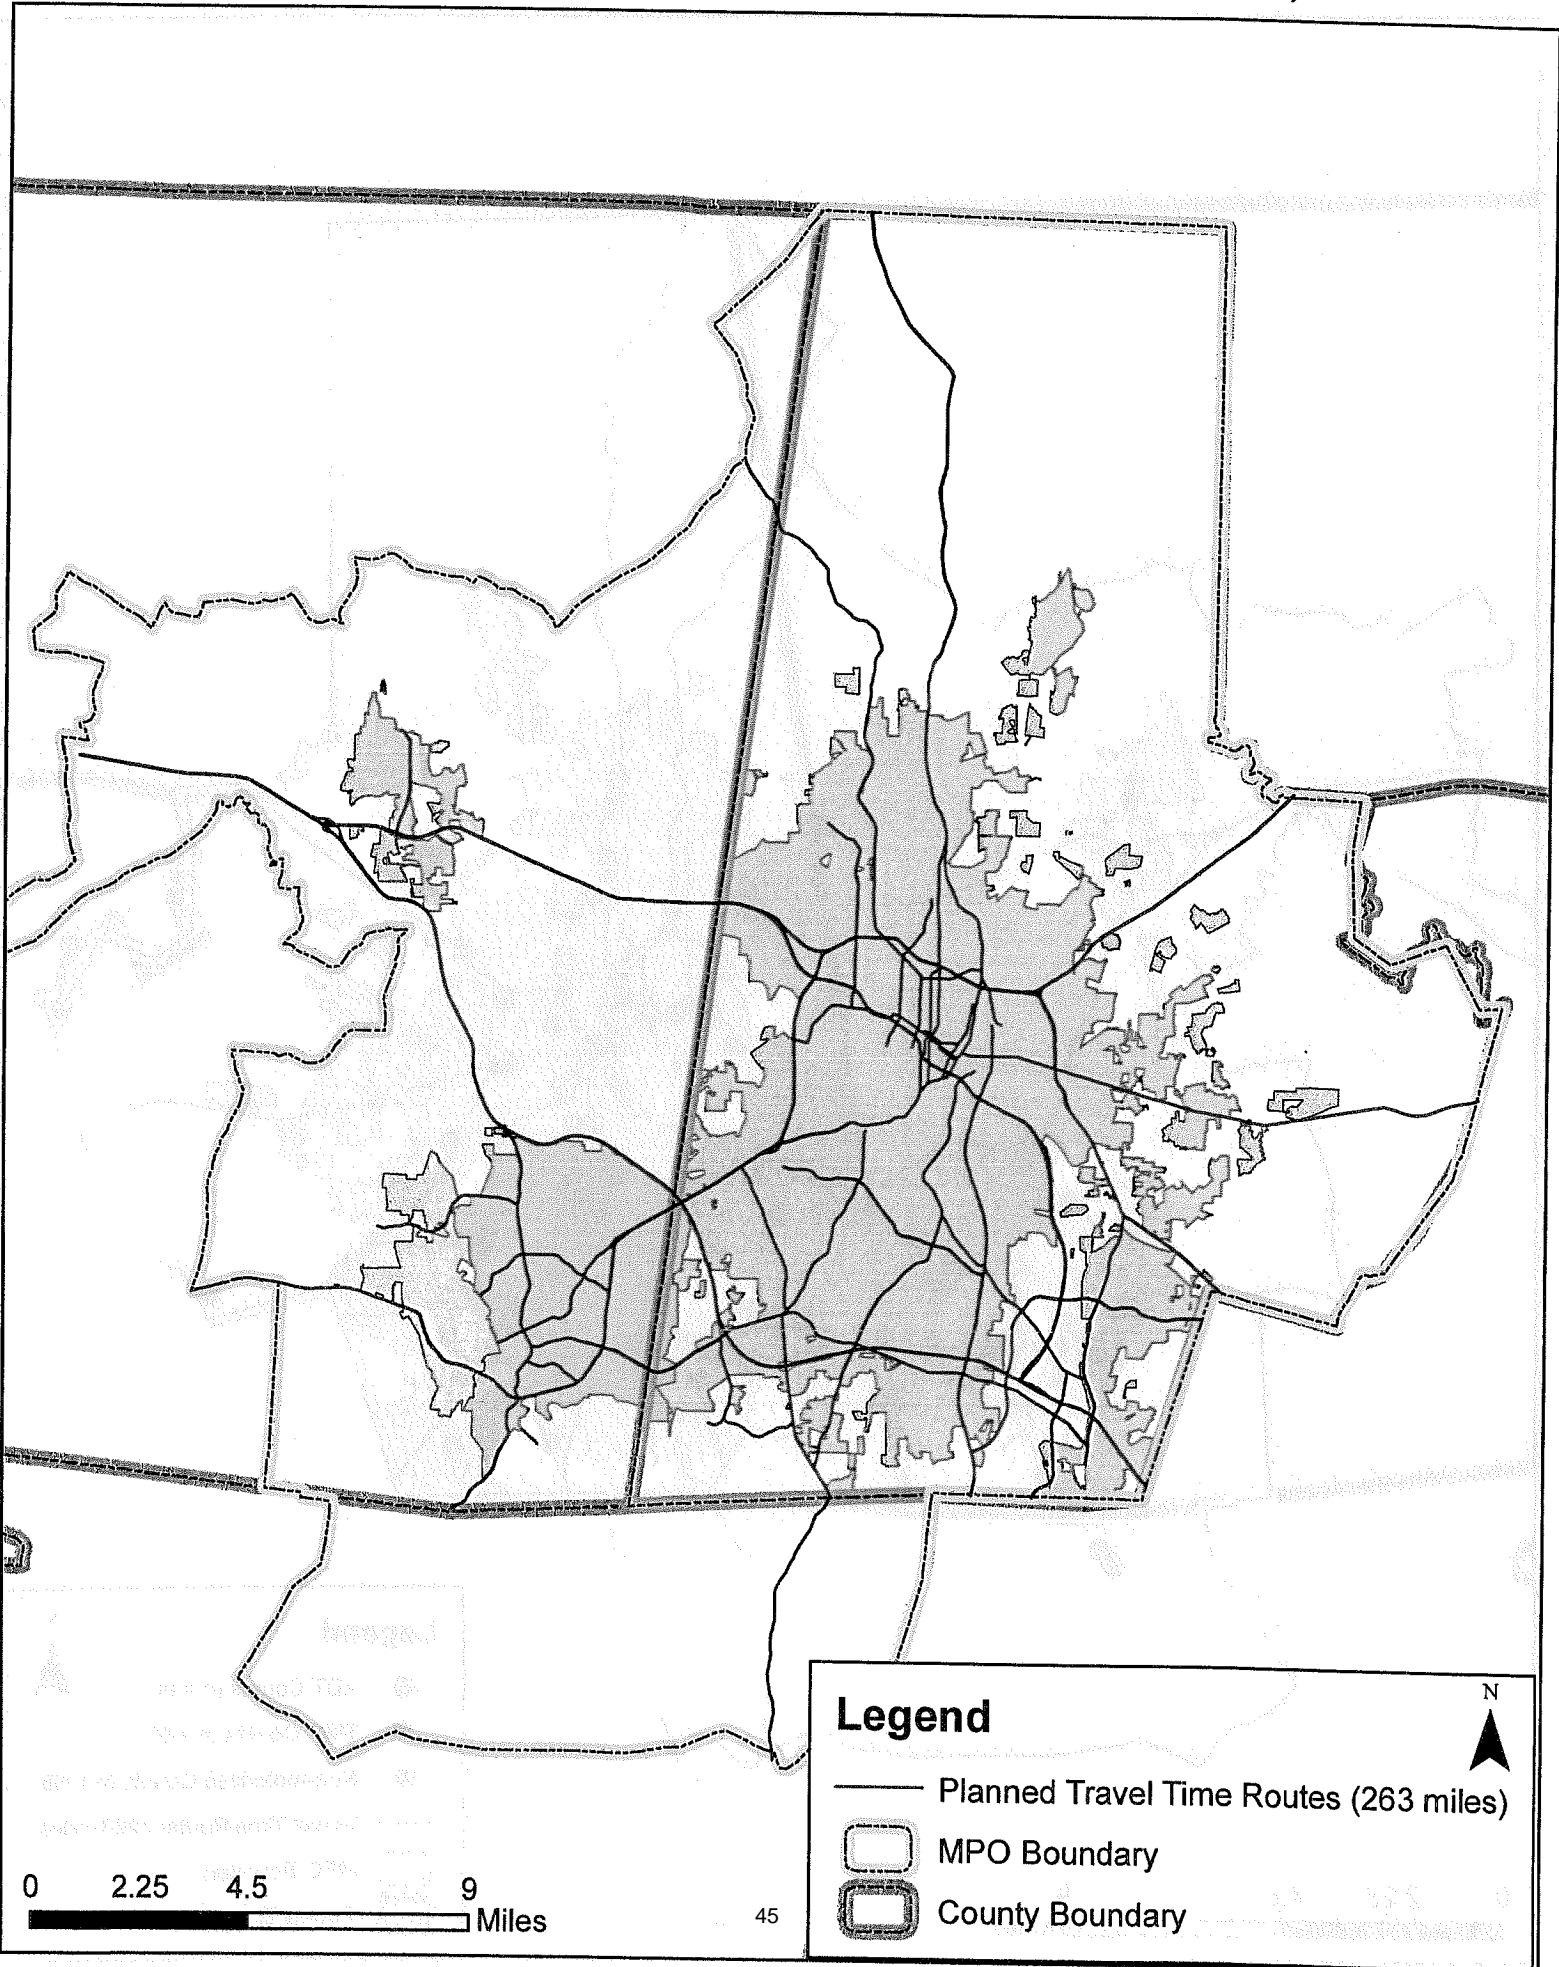 Legend
N
Planned Travel Time Routes (263 miles)
MPO Boundary
County Boundary
0 2.25 4.5 9
Miles
45